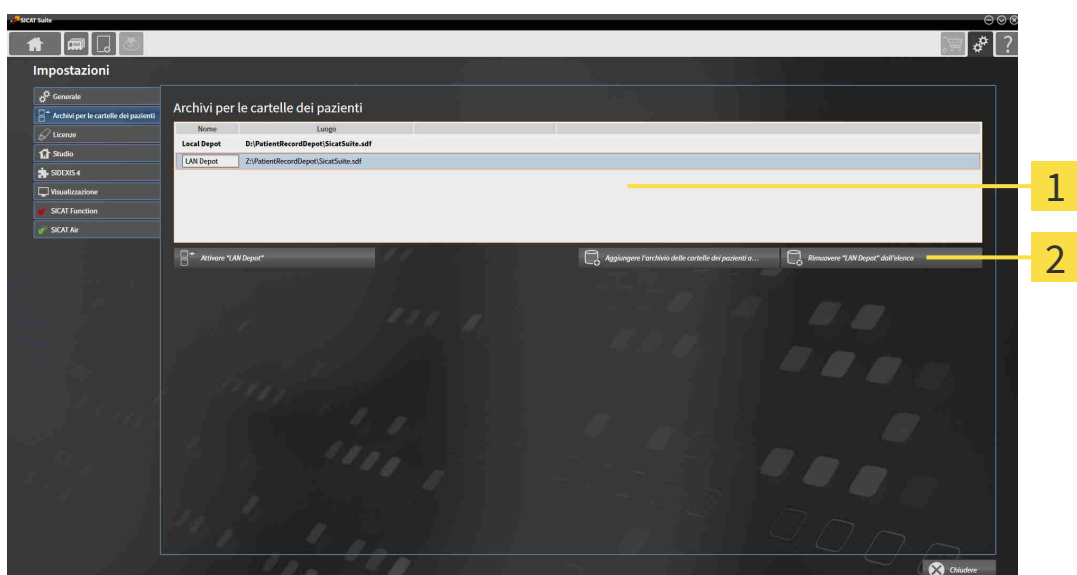 SICAT Suite
?
Impostazioni
Generale
Archivi per le cartelle dei pazienti
Licenze
Studio
SIDEXIS 4
Visualizzazione
SICAT Function
SICAT Air
Archivi per le cartelle dei pazienti
Nome Luogo
Local Depot D:\PatientRecordDepot\SicatSuite.sdf
LAN Depot Z:\PatientRecordDepot\SicatSuite.sdf
1
Attivare "LAN Depot" Aggiungere l'archivio delle cartelle dei pazienti a... Rimuovere "LAN Depot" dall'elenco
2
Chiudere